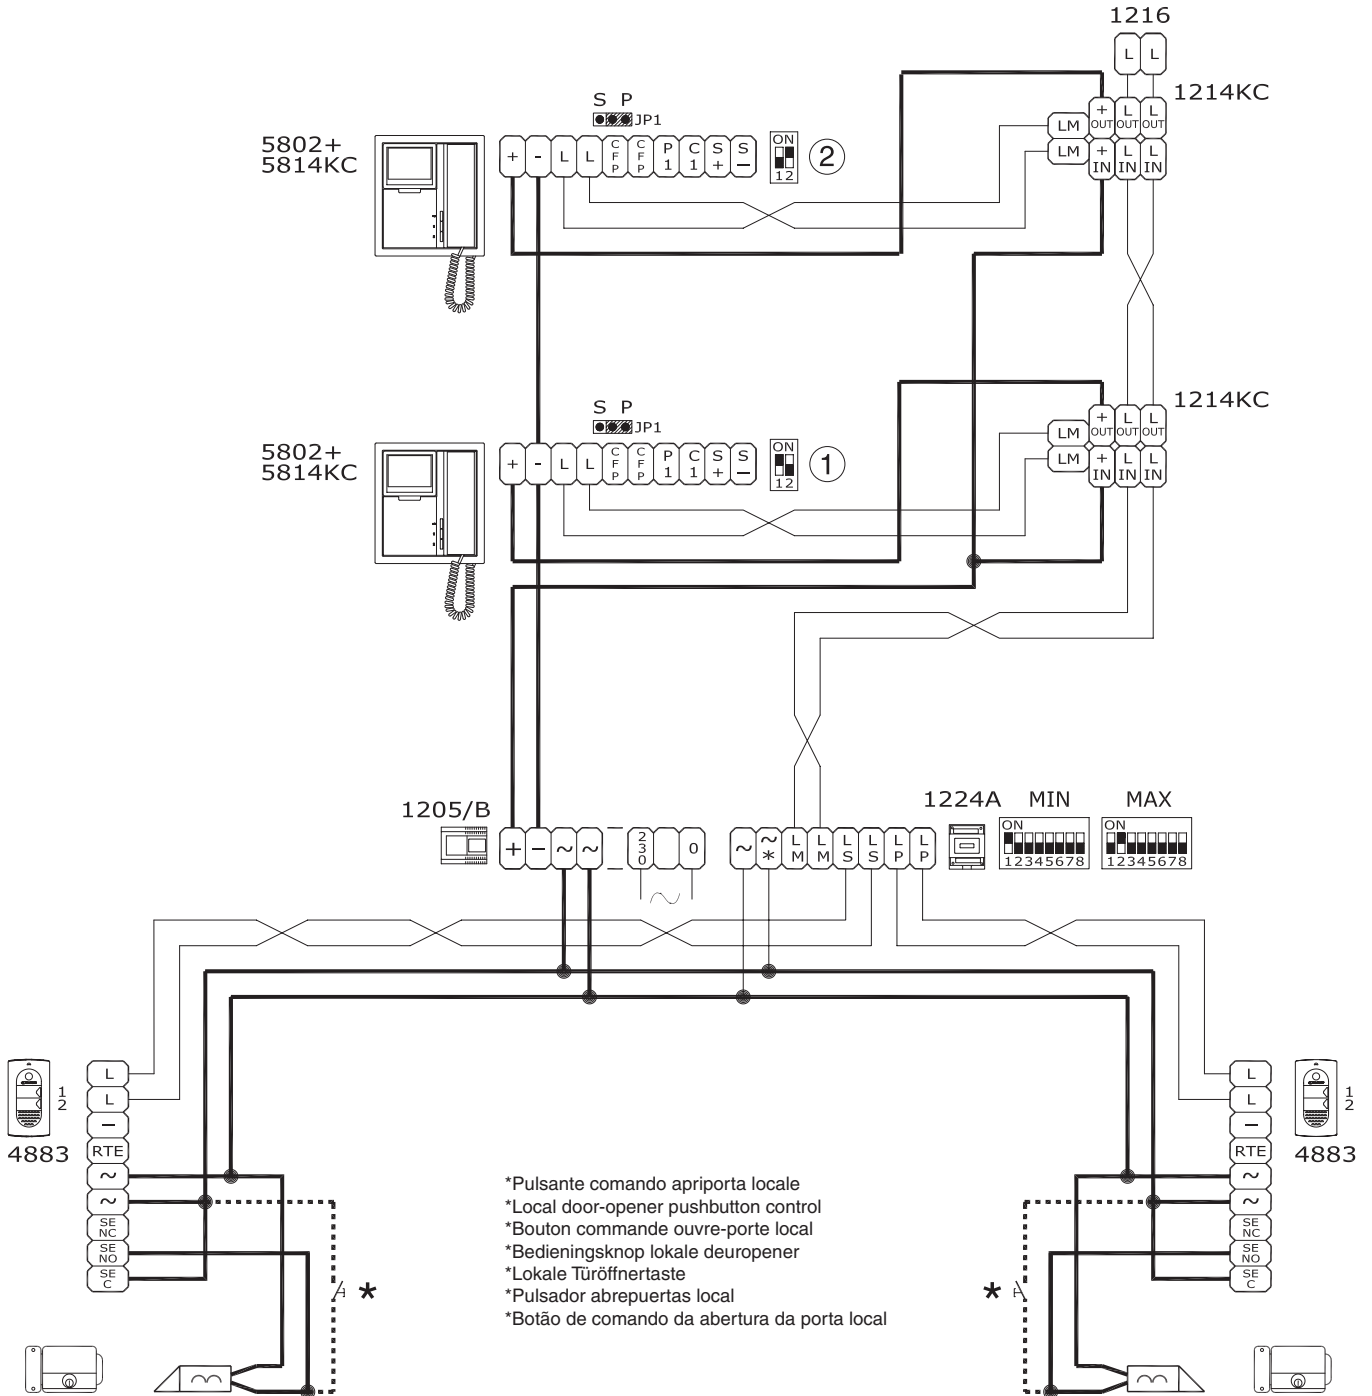 1216
L L
1214KC
+ OUT L OUT L OUT
LM
LM
+ IN L IN L IN
S P
JP1
5802+
5814KC
+ - L L CFP CFP P1 C1 S+ S–
ON
12
2
1214KC
+ OUT L OUT L OUT
LM
LM
+ IN L IN L IN
S P
JP1
5802+
5814KC
+ - L L CFP CFP P1 C1 S+ S–
ON
12
1
1205/B
+ – ~ ~ 230 0
~
~ ~* LM LM LS LS LP LP
1224A MIN MAX
ON
12345678
ON
12345678
4883
1
2
L
L
–
RTE
~
~
SE NC
SE NO
SE C
*
*Pulsante comando apriporta locale
*Local door-opener pushbutton control
*Bouton commande ouvre-porte local
*Bedieningsknop lokale deuropener
*Lokale Türöffnertaste
*Pulsador abrepuertas local
*Botão de comando da abertura da porta local
L
L
–
RTE
~
~
SE NC
SE NO
SE C
*
1
2
4883